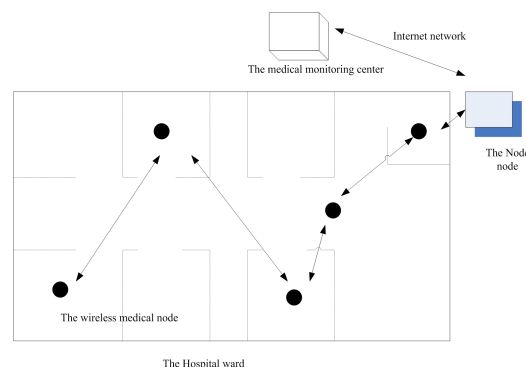 Internet network
The medical monitoring center
The Node
node
The wireless medical node
The Hospital ward